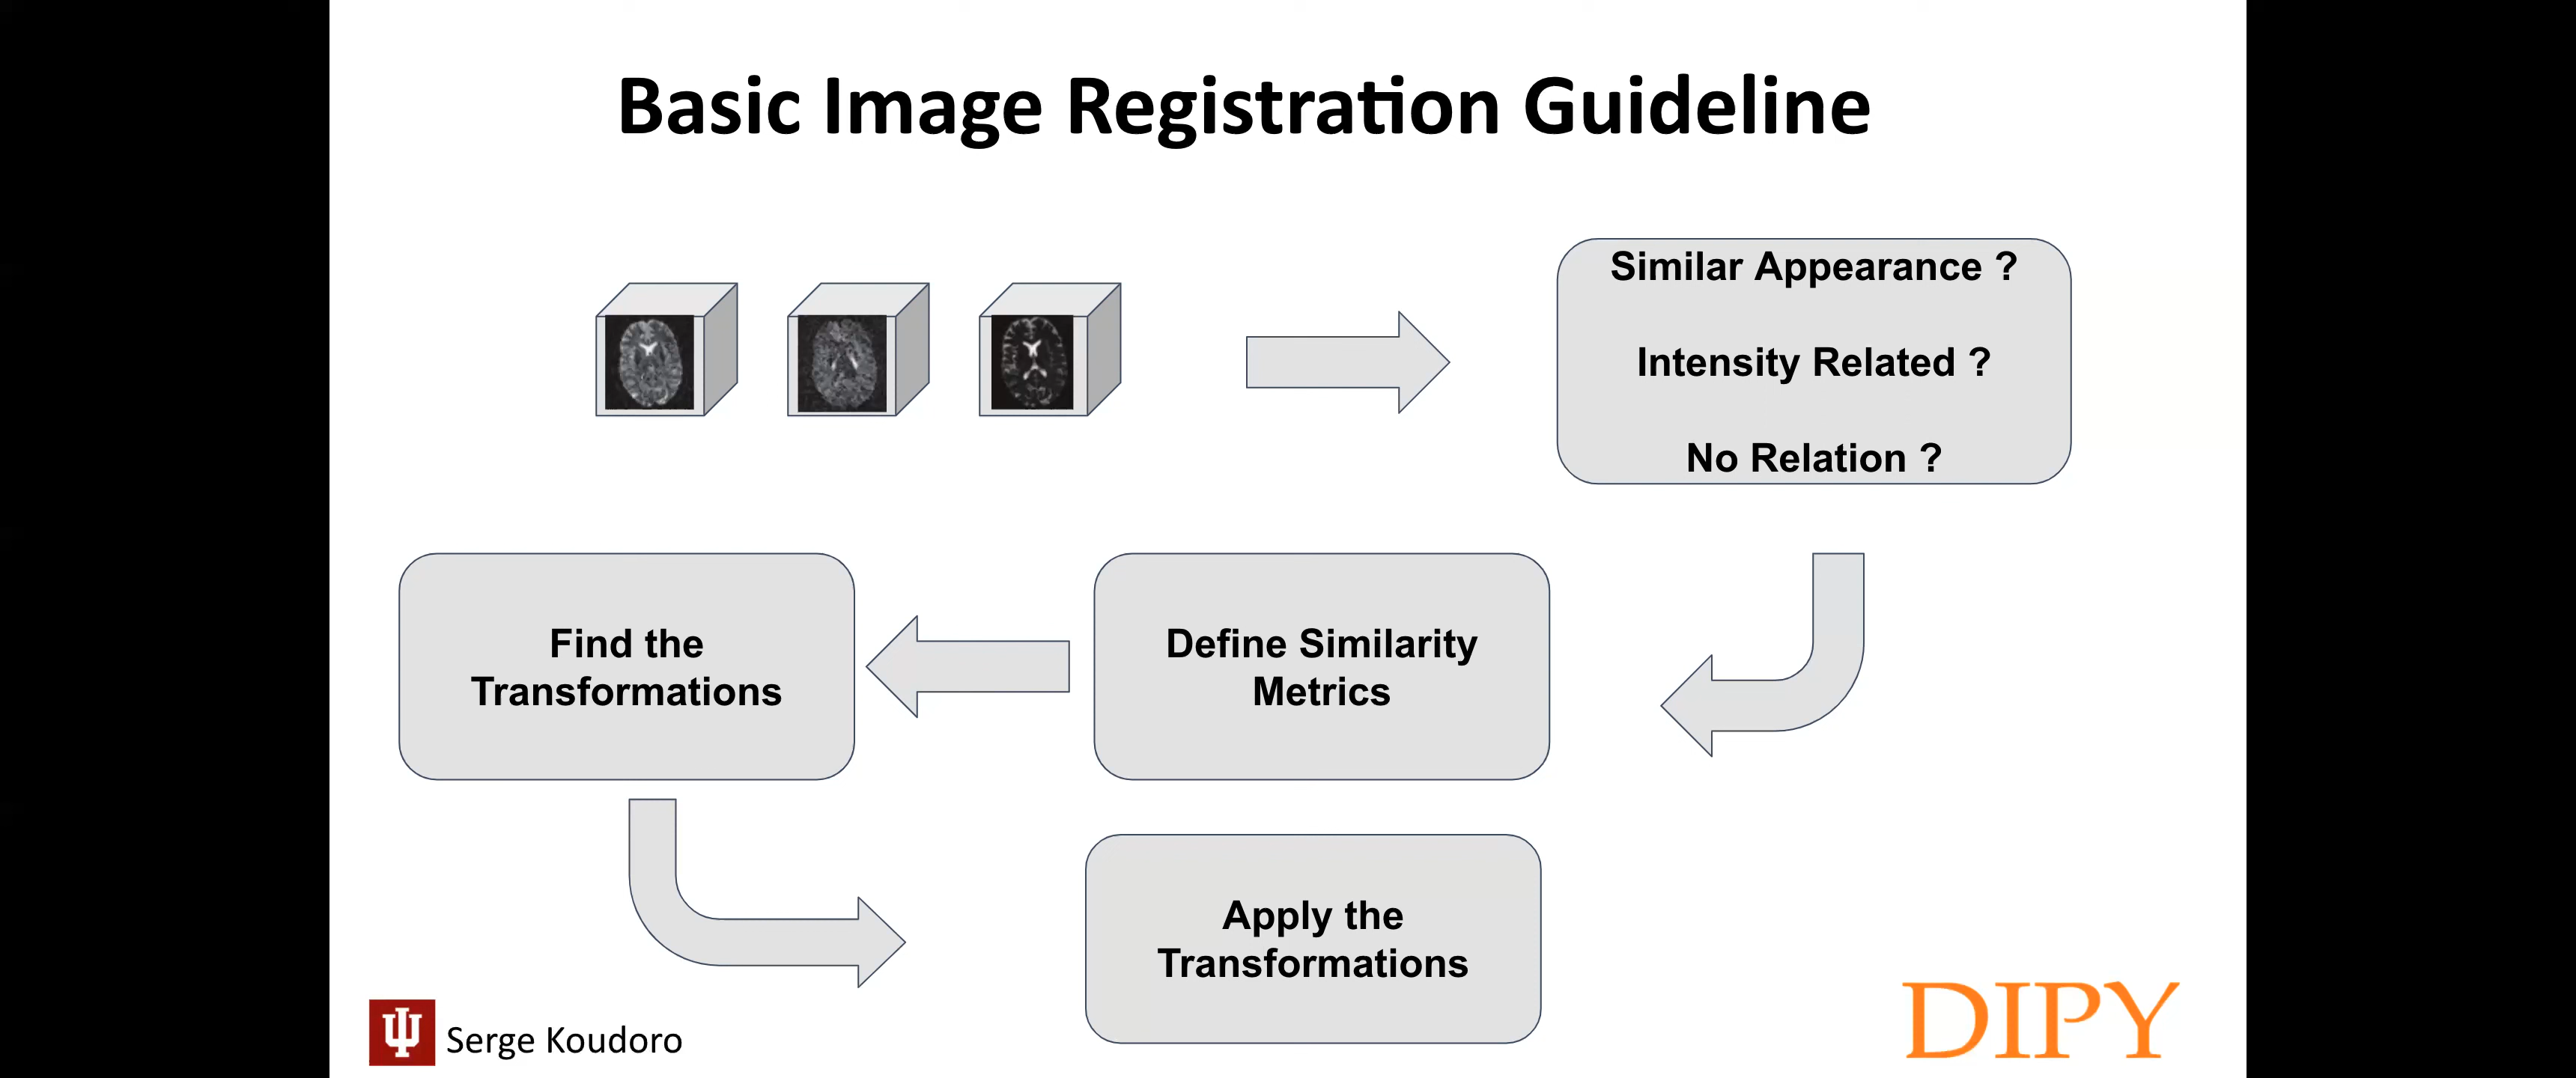 Basic Image Registration Guideline
Similar Appearance ?
Intensity Related ?
No Relation ?
Define Similarity
Metrics
Find the
Transformations
Apply the
Transformations
Serge Koudoro
DIPY